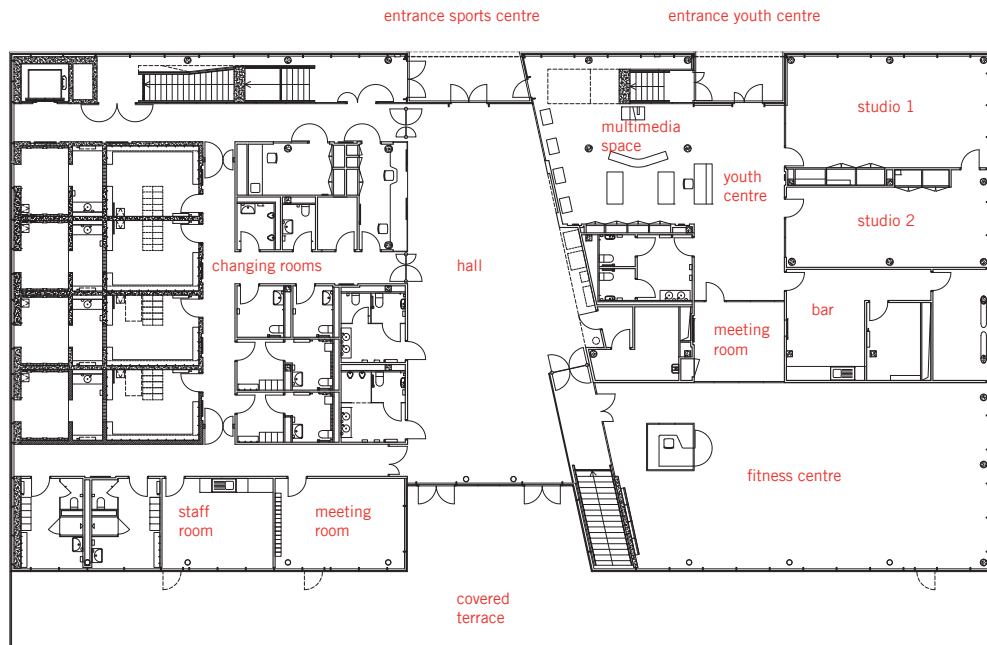 entrance sports centre
entrance youth centre
studio 1
multimedia
space
youth
centre
studio 2
changing rooms
hall
bar
meeting
room
fitness centre
staff
room
meeting
room
covered
terrace